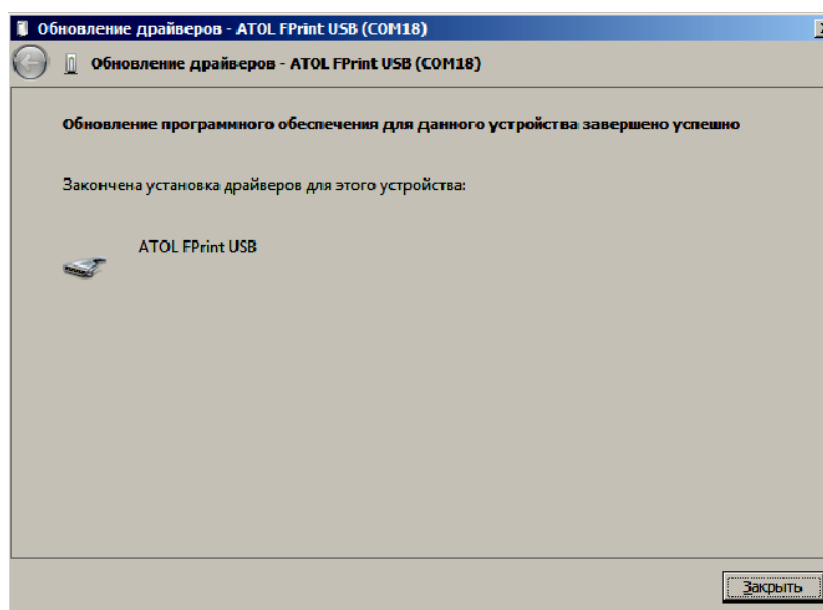 Обновление драйверов - ATOL FPrint USB (COM18)
Обновление драйверов - ATOL FPrint USB (COM18)
Обновление программного обеспечения для данного устройства завершено успешно
Закончена установка драйверов для этого устройства:
ATOL FPrint USB
Закрыть